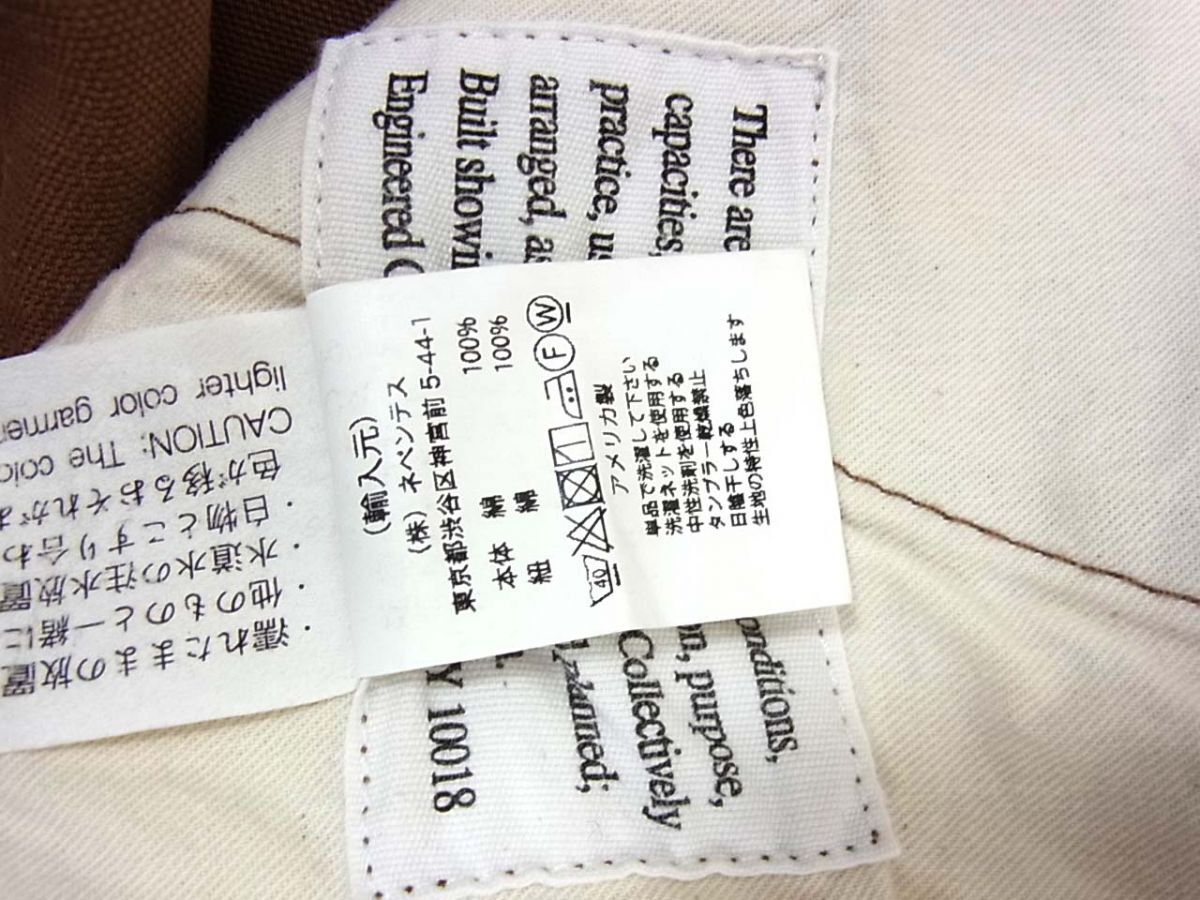 There are
onditions,
capacities,
n, purpose,
practice, us
Collectively
arranged, as
planned;
Built showin
Engineered G
Y 10018
(輸入元)
(株) ネペンテス
東京都渋谷区神宮前 5-44-1
本体 綿 100%
紐 綿 100%
40 F W
アメリカ製
単品で洗濯して下さい
洗濯ネットを使用する
中性洗剤を使用する
タンブラー乾燥禁止
日陰干しする
生地の特性上色落ちします
・濡れたままの放置
・他のものと一緒に
・水道水の注水放置
・白物とこすり合わ
色が移るおそれがあ
CAUTION: The colo
lighter color garmen